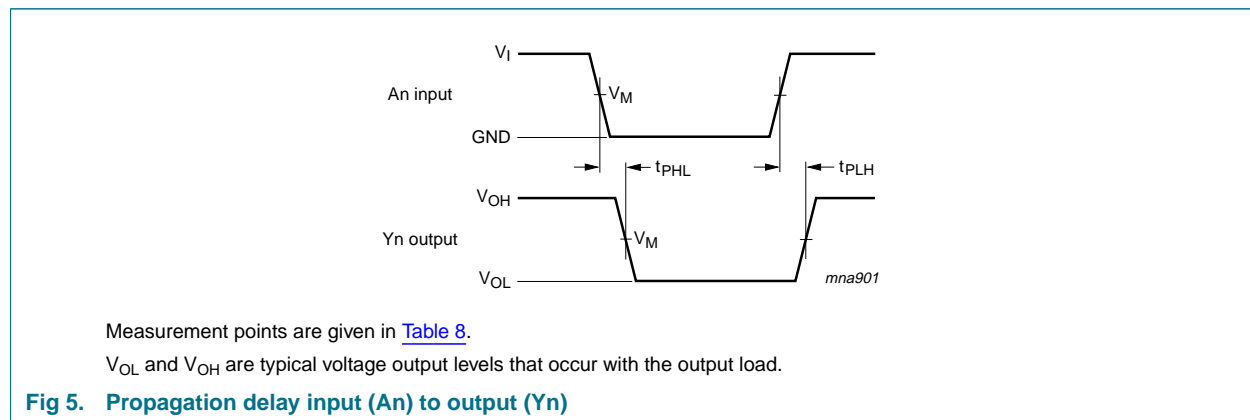 VI
An input
VM
GND
tPHL
tPLH
VOH
Yn output
VM
VOL
mna901
Measurement points are given in Table 8.
VOL and VOH are typical voltage output levels that occur with the output load.
Fig 5. Propagation delay input (An) to output (Yn)